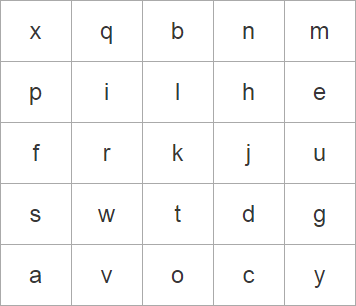 x q b n m
p i l h e
f r k j u
s w t d g
a v o c y